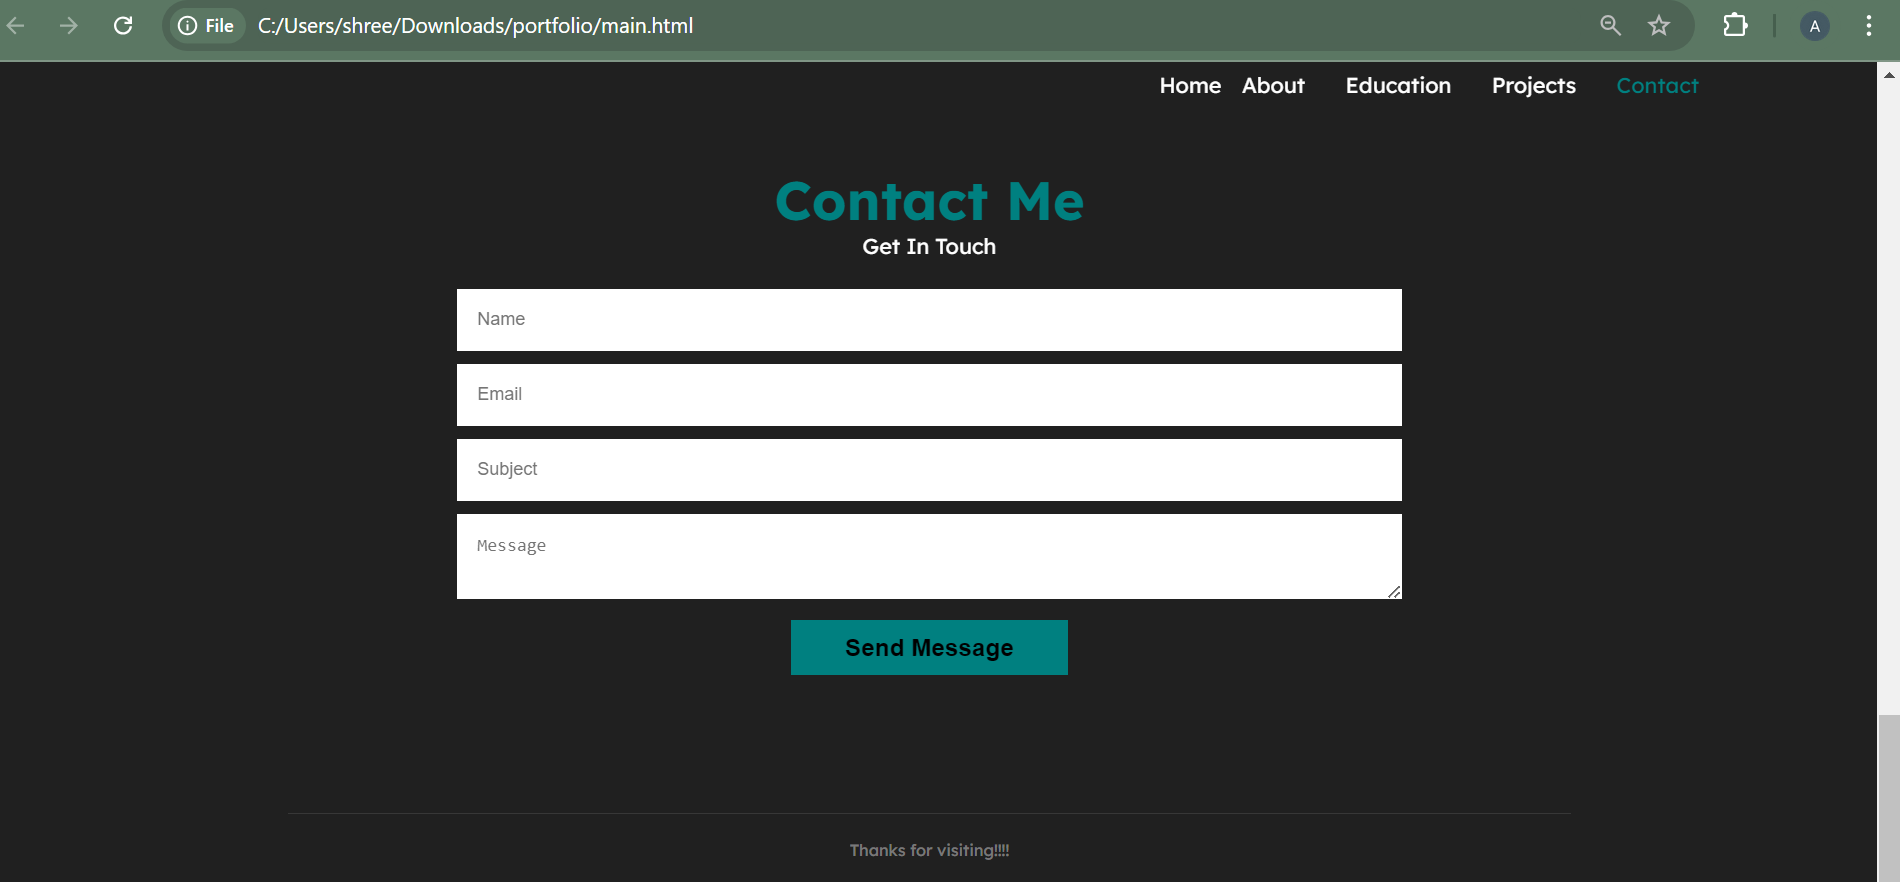 File C:/Users/shree/Downloads/portfolio/main.html A
Home About Education Projects Contact
Contact Me
Get In Touch
Name
Email
Subject
Message
Send Message
Thanks for visiting!!!!